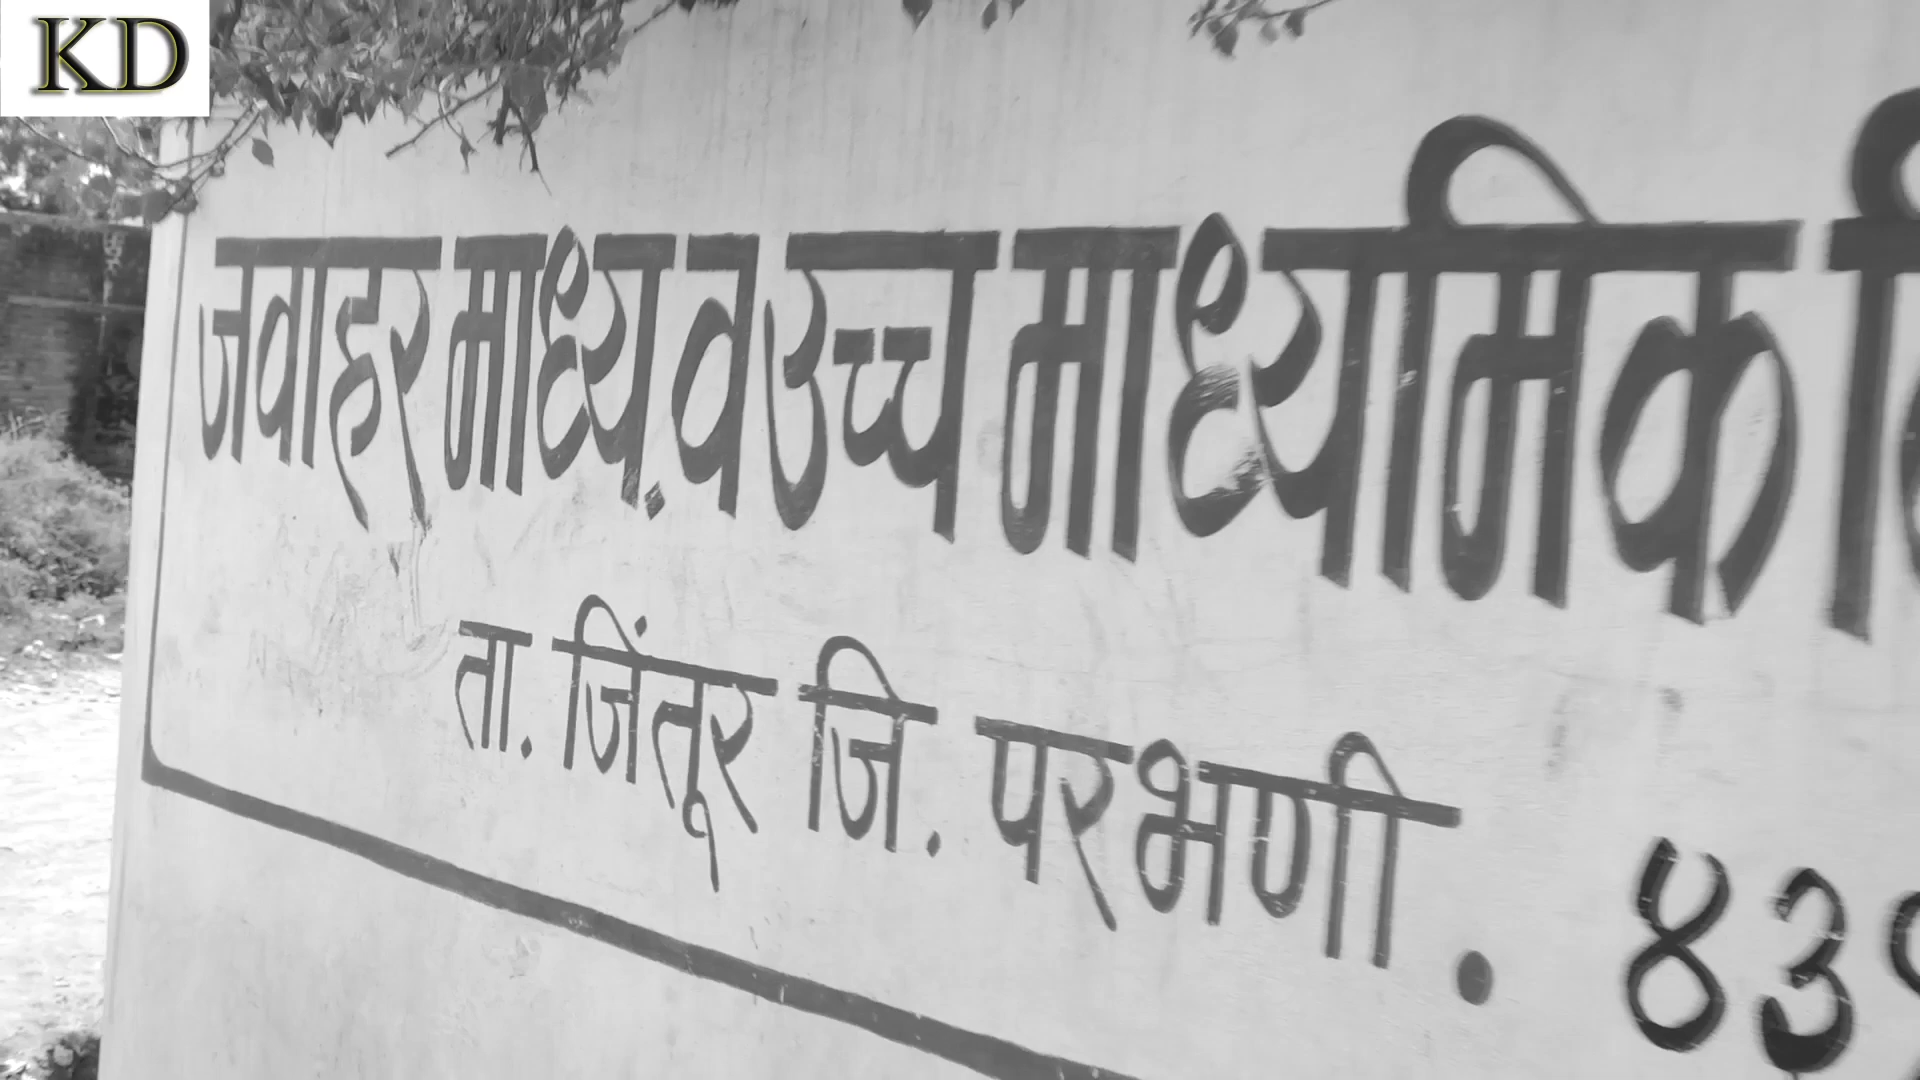 KD
जवाहर माध्य. व उच्च माध्यमिक
ता. जिंतूर जि. परभणी.